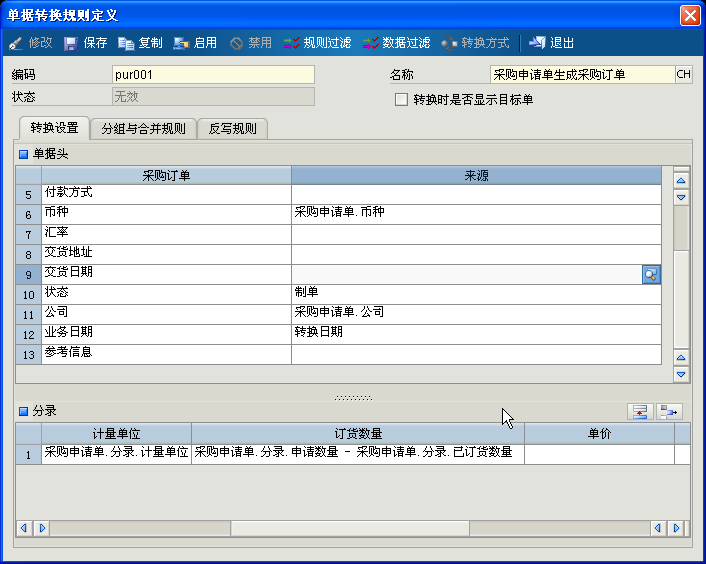 单据转换规则定义
修改 保存 复制 启用 禁用 规则过滤 数据过滤 转换方式 退出
编码 pur001 名称 采购申请单生成采购订单 CH
状态 无效 转换时是否显示目标单
转换设置 分组与合并规则 反写规则
单据头
采购订单 来源
5 付款方式
6 币种 采购申请单.币种
7 汇率
8 交货地址
9 交货日期
10 状态 制单
11 公司 采购申请单.公司
12 业务日期 转换日期
13 参考信息
分录
计量单位 订货数量 单价
1 采购申请单.分录.计量单位 采购申请单.分录.申请数量 - 采购申请单.分录.已订货数量